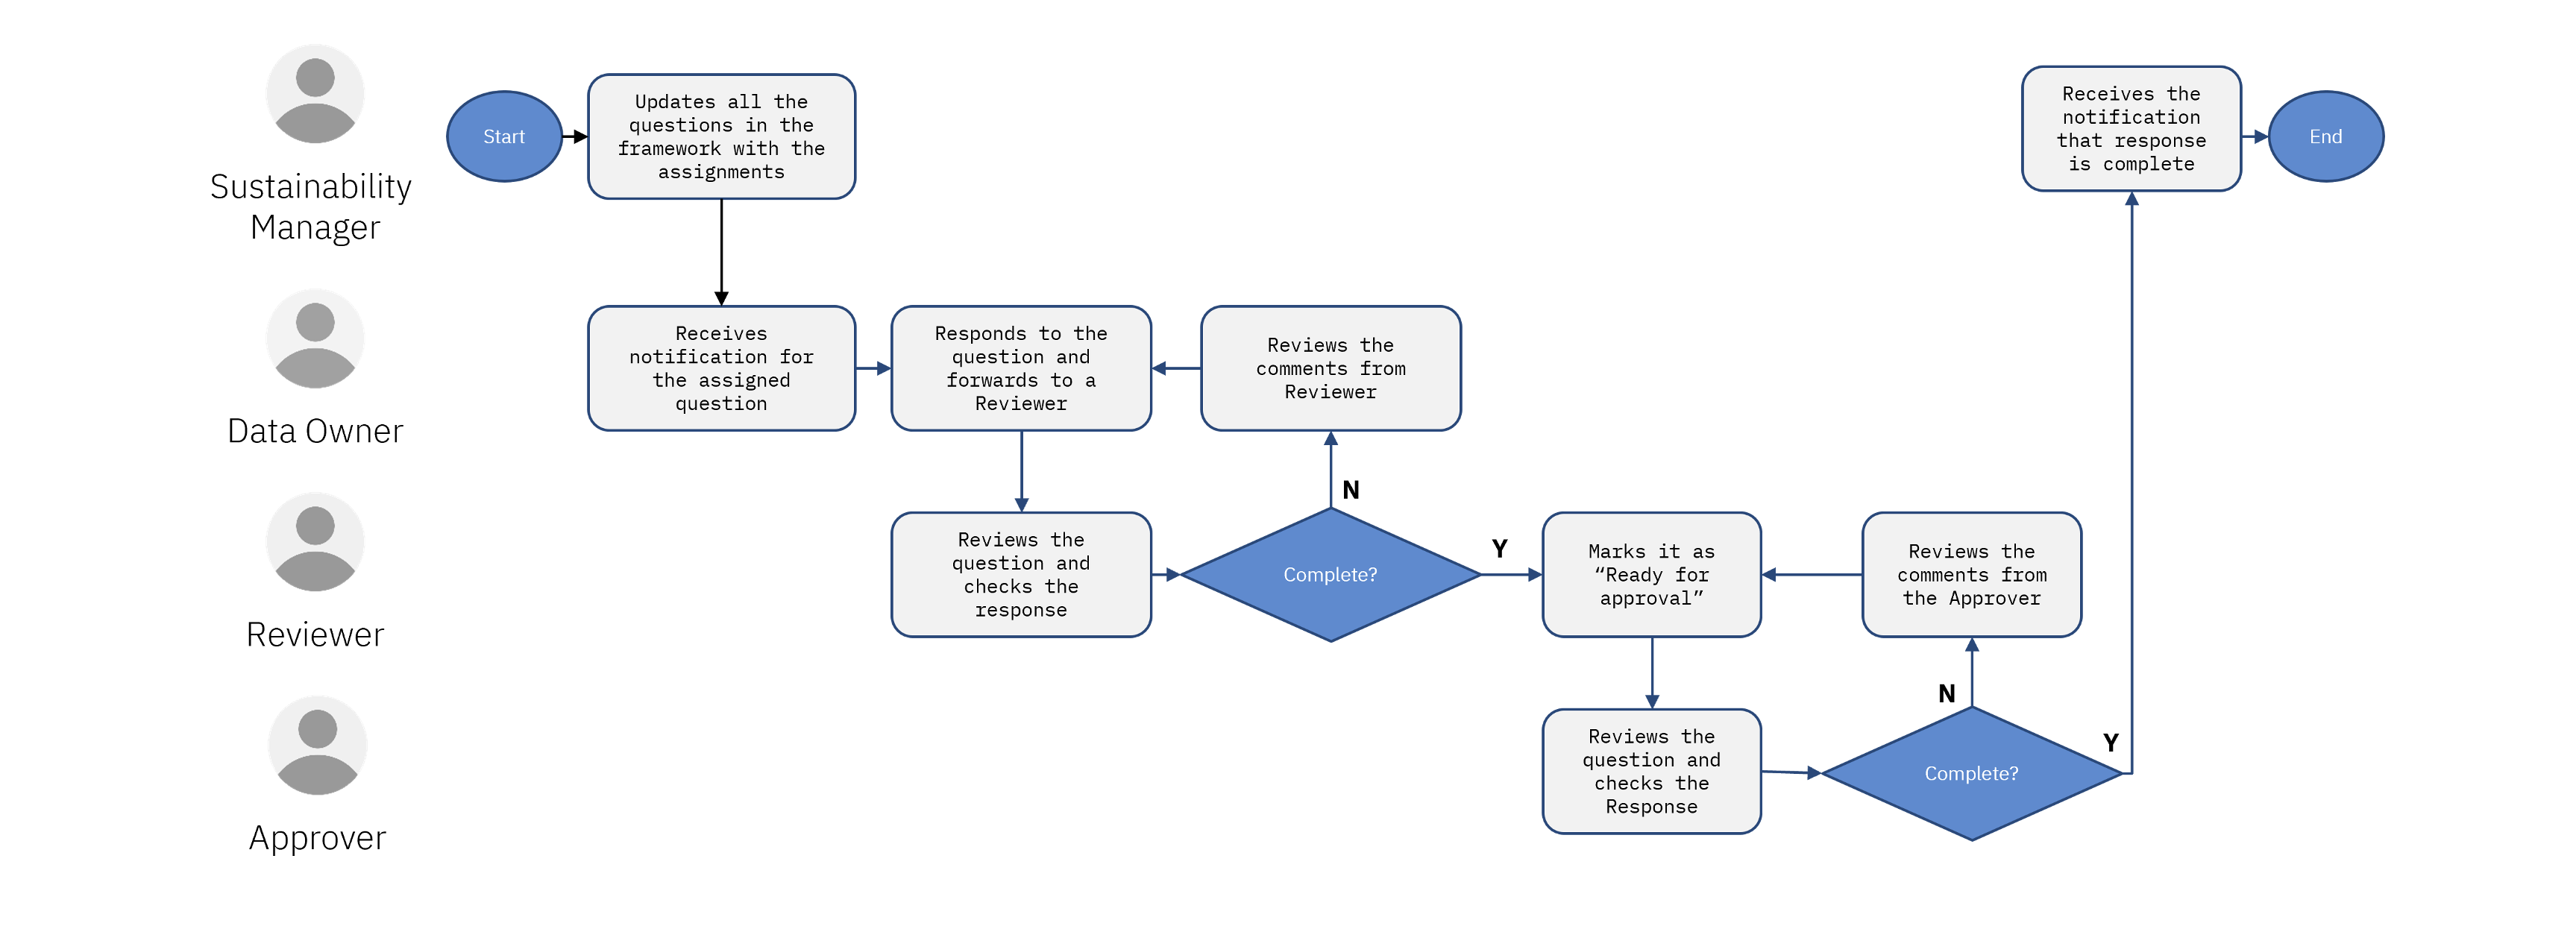 Sustainability
Manager
Start
Updates all the
questions in the
framework with the
assignments
Receives the
notification
that response
is complete
End
Data Owner
Receives
notification for
the assigned
question
Responds to the
question and
forwards to a
Reviewer
Reviews the
comments from
Reviewer
N
Reviewer
Reviews the
question and
checks the
response
Complete?
Y
Marks it as
“Ready for
approval”
Reviews the
comments from
the Approver
N
Y
Approver
Reviews the
question and
checks the
Response
Complete?